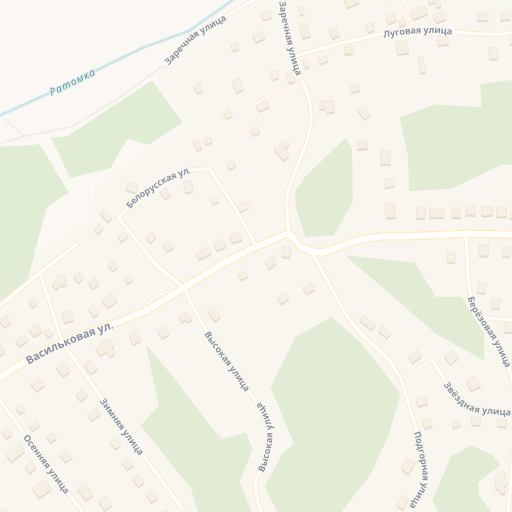 Заречная улица
Заречная улица
Луговая улица
Ратомка
Белорусская ул.
Васильковая ул.
Высокая улица
Высокая улица
Берёзовая улица
Звёздная улица
Зимняя улица
Осенняя улица
Подгорная улица